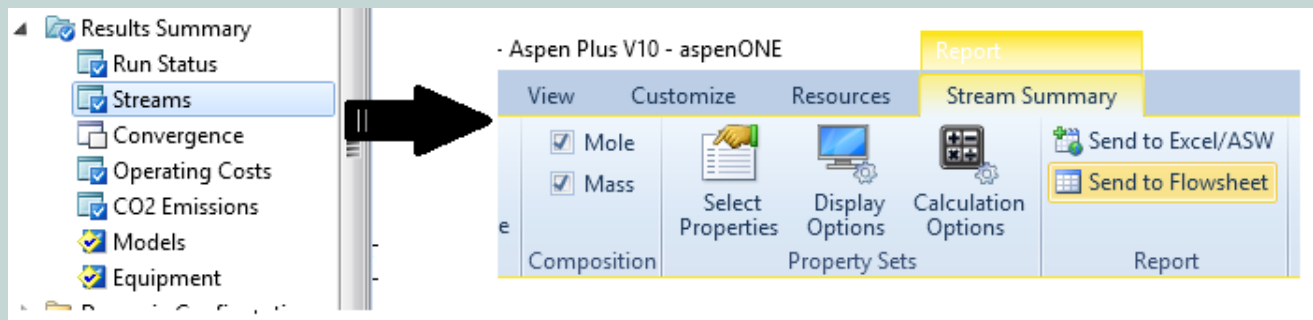 Results Summary
Run Status
Streams
Convergence
Operating Costs
CO2 Emissions
Models
Equipment
- Aspen Plus V10 - aspenONE
Report
View Customize Resources Stream Summary
Mole
Mass
Select Properties
Display Options
Calculation Options
Send to Excel/ASW
Send to Flowsheet
e
Composition
Property Sets
Report